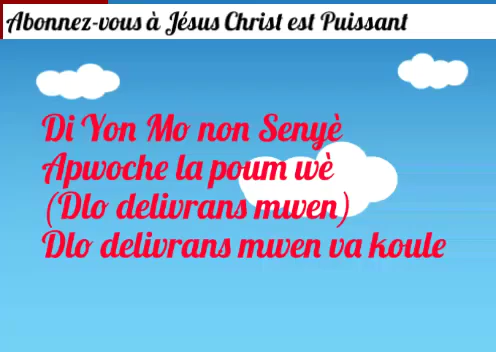 Abonnez-vous à Jésus Christ est Puissant
Di Yon Mo non Senyè
Apwoche la poum wè
(Dlo delivrans mwen)
Dlo delivrans mwen va koule